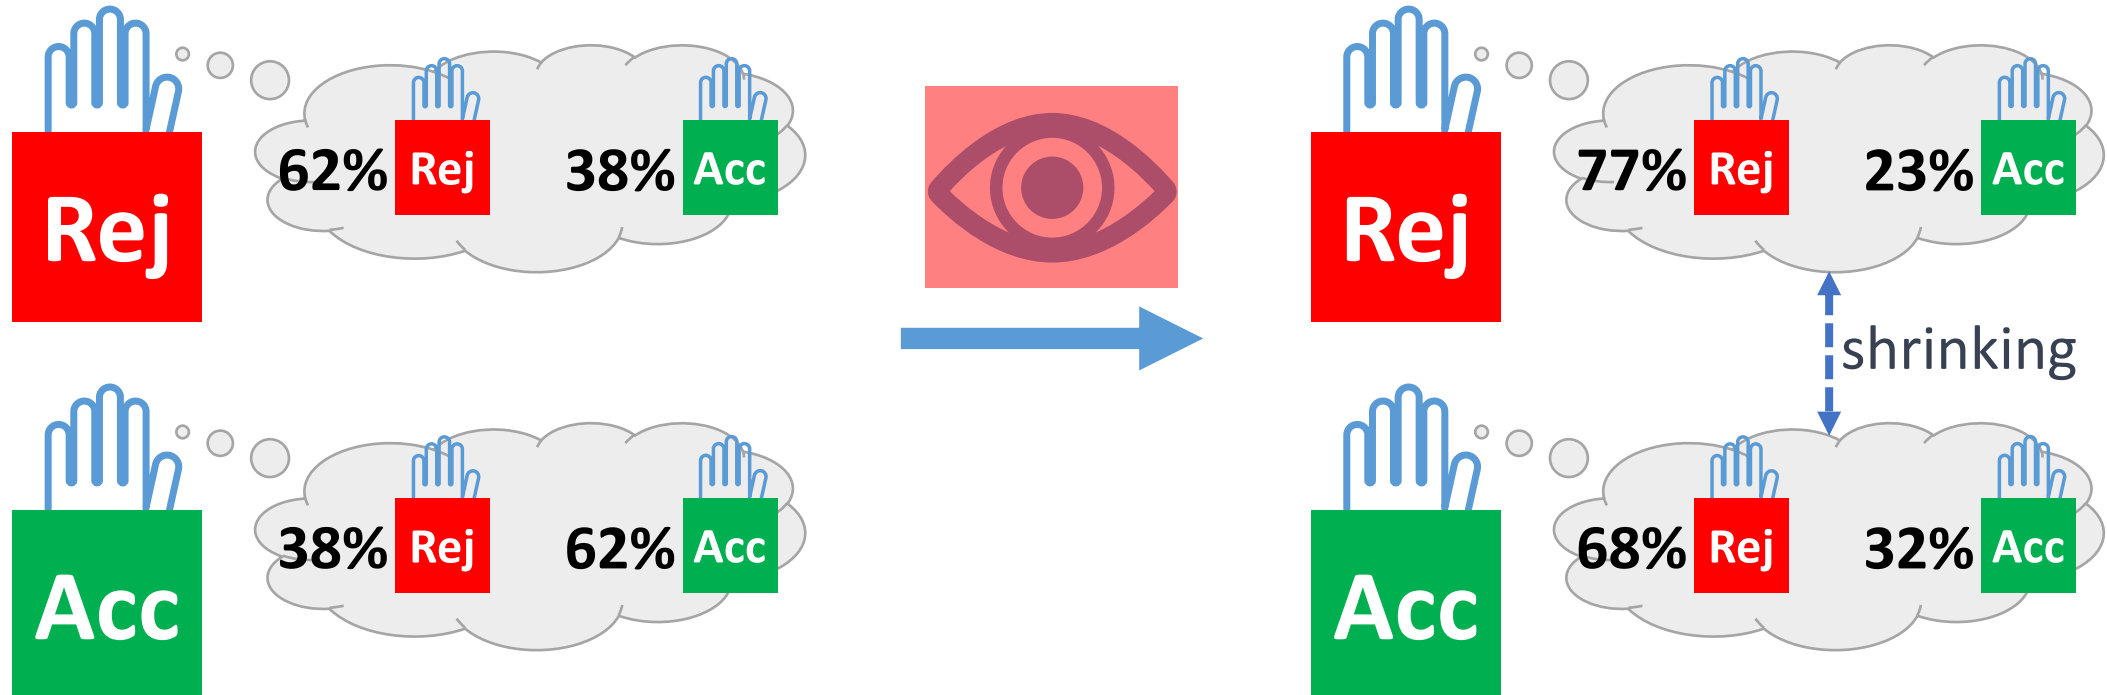 Rej
62% Rej 38% Acc
Rej
77% Rej 23% Acc
shrinking
Acc
38% Rej 62% Acc
Acc
68% Rej 32% Acc